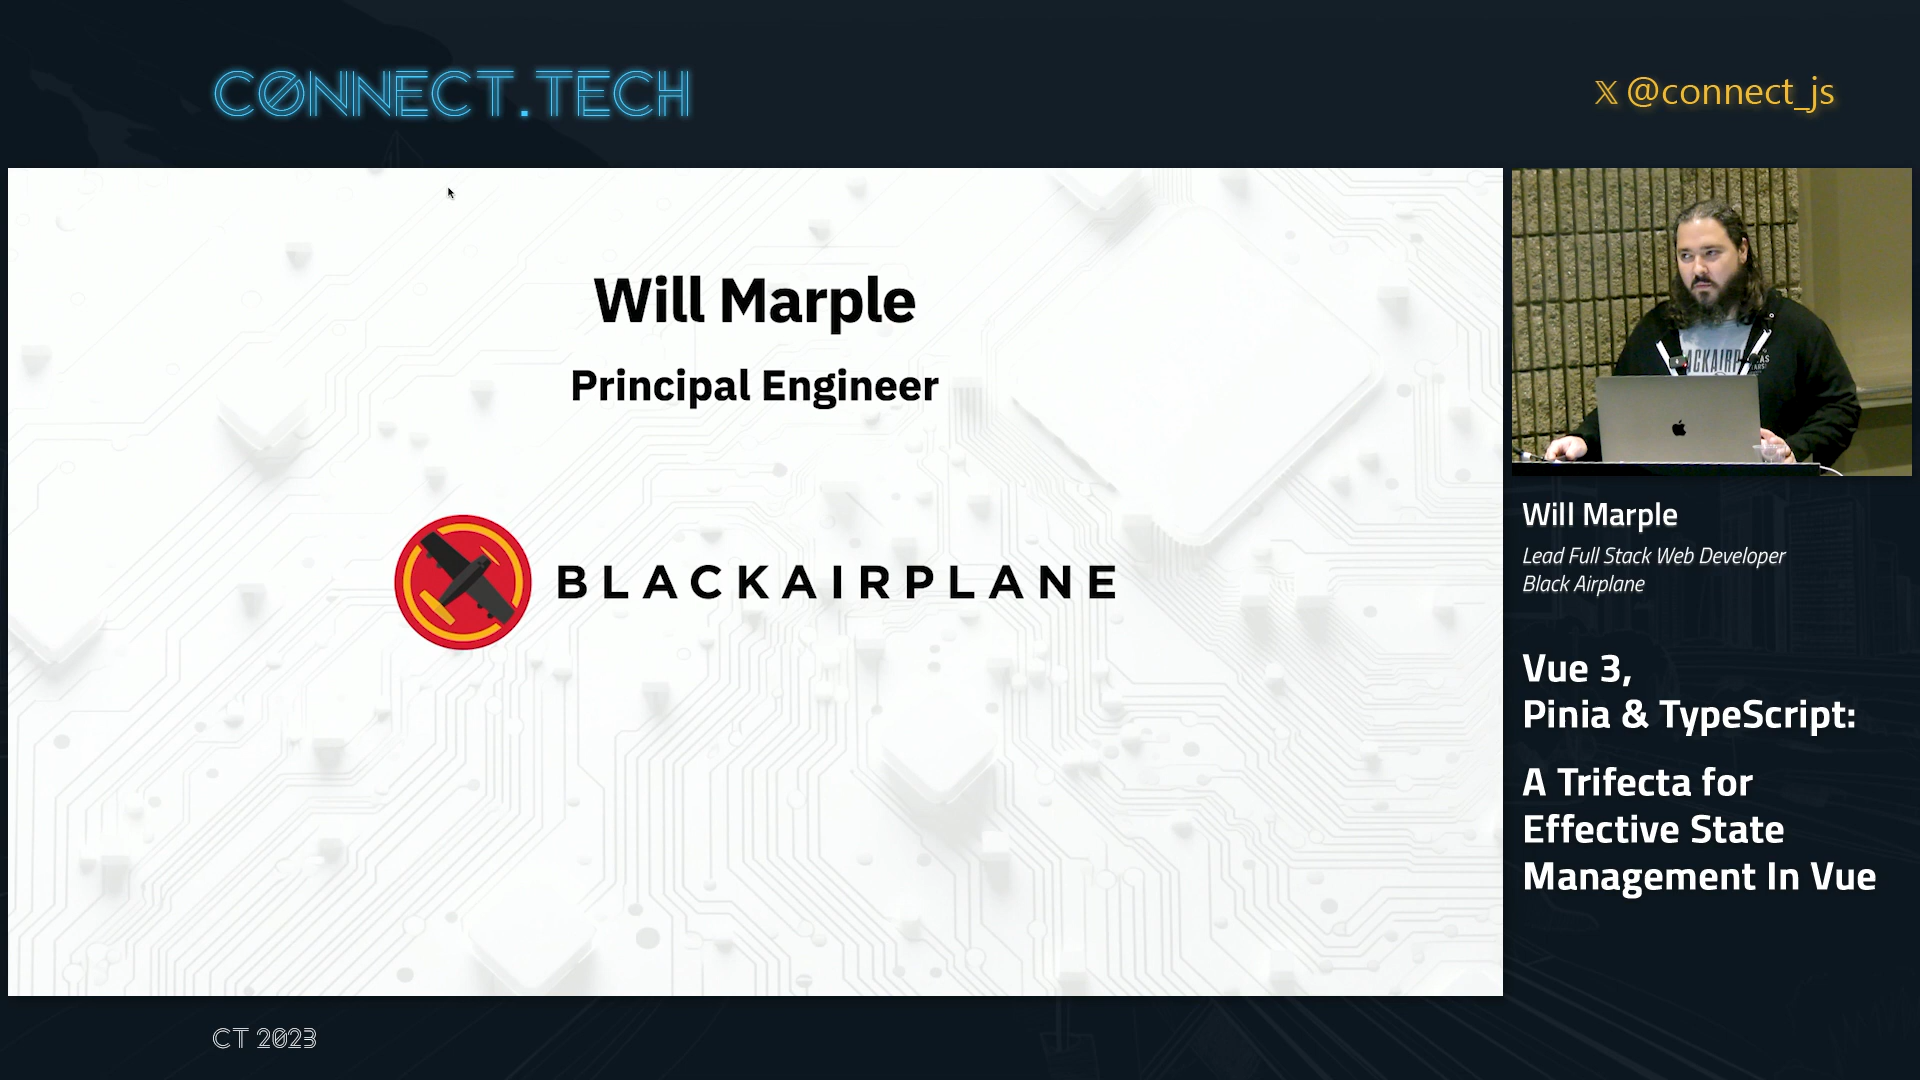 CONNECT.TECH
𝕏 @connect_js
Will Marple
Principal Engineer
BLACKAIRPLANE
Will Marple
Lead Full Stack Web Developer
Black Airplane
Vue 3,
Pinia & TypeScript:
A Trifecta for
Effective State
Management In Vue
CT 2023